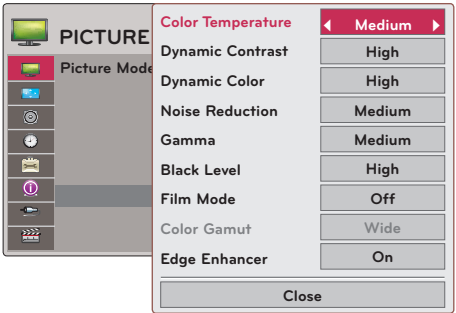 PICTURE
Picture Mode
Color Temperature Medium
Dynamic Contrast High
Dynamic Color High
Noise Reduction Medium
Gamma Medium
Black Level High
Film Mode Off
Color Gamut Wide
Edge Enhancer On
Close